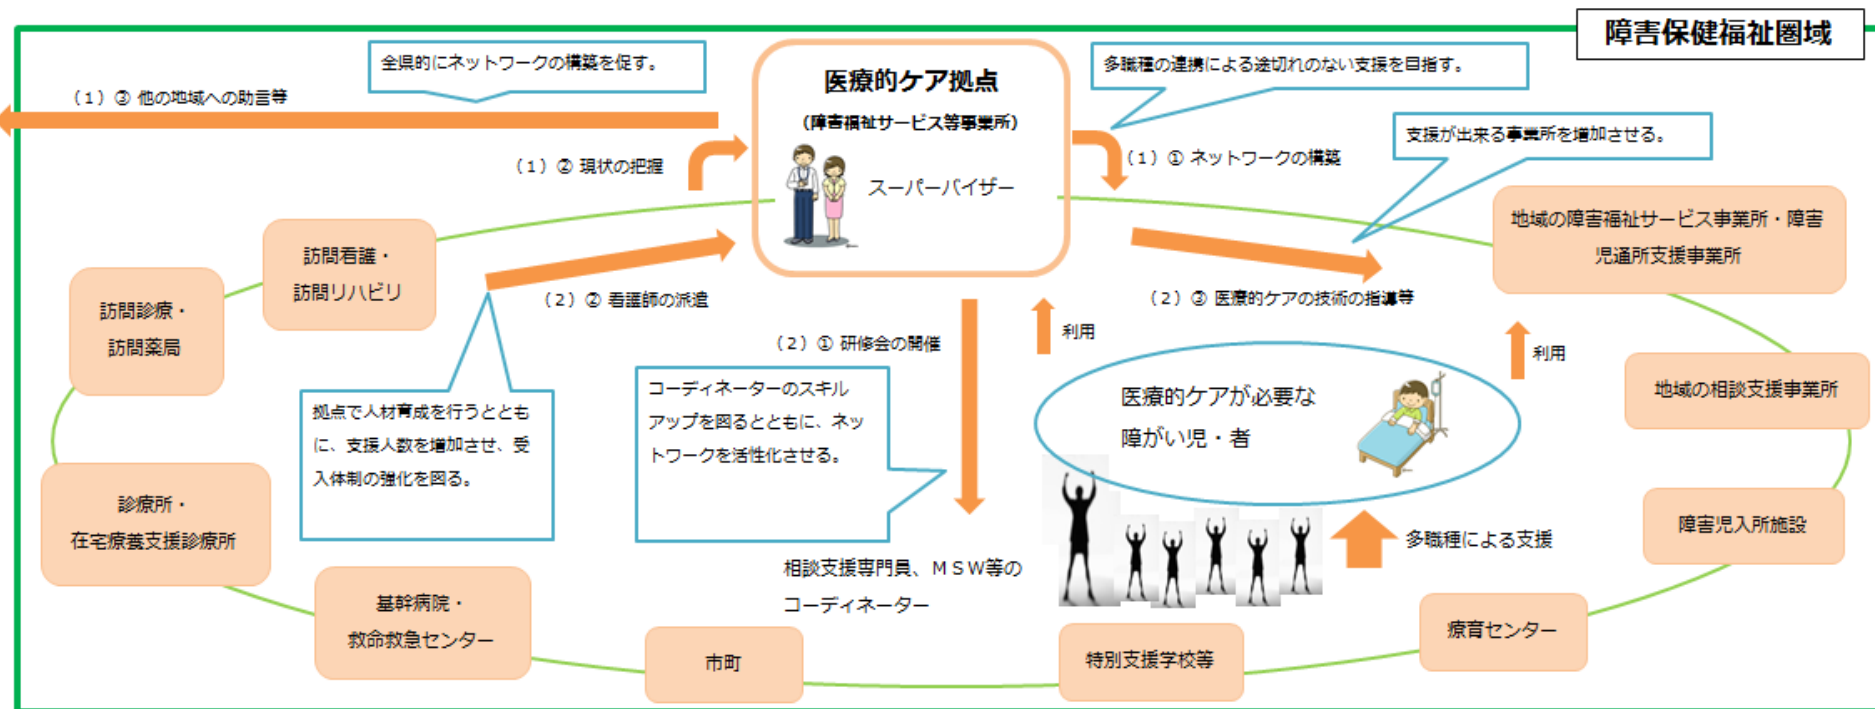 障害保健福祉圏域
全県的にネットワークの構築を促す。
医療的ケア拠点
（障害福祉サービス等事業所）
スーパーバイザー
多職種の連携による途切れのない支援を目指す。
（１）③ 他の地域への助言等
（１）② 現状の把握
（１）① ネットワークの構築
支援が出来る事業所を増加させる。
地域の障害福祉サービス事業所・障害
児通所支援事業所
訪問看護・
訪問リハビリ
訪問診療・
訪問薬局
（２）② 看護師の派遣
（２）③ 医療的ケアの技術の指導等
（２）① 研修会の開催
利用
利用
拠点で人材育成を行うととも
に、支援人数を増加させ、受
入体制の強化を図る。
コーディネーターのスキル
アップを図るとともに、ネッ
トワークを活性化させる。
医療的ケアが必要な
障がい児・者
地域の相談支援事業所
診療所・
在宅療養支援診療所
障害児入所施設
多職種による支援
相談支援専門員、ＭＳＷ等の
コーディネーター
基幹病院・
救命救急センター
市町
特別支援学校等
療育センター